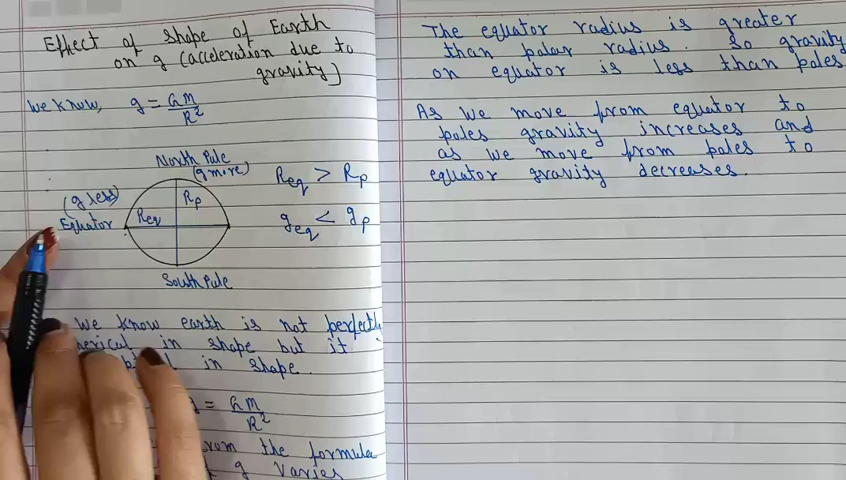 Effect of Shape of Earth
on g (acceleration due to
gravity)
We know, g = GM/R²
North Pole
(g more)
(g less)
Equator
Req
Rp
South Pole
Req > Rp
geq < gp
We know earth is not perfectly
in shape but it
in shape.
= GM/R²
the formula
g varies
The equator radius is greater
than polar radius. So gravity
on equator is less than poles
As we move from equator to
poles gravity increases and
as we move from poles to
equator gravity decreases.